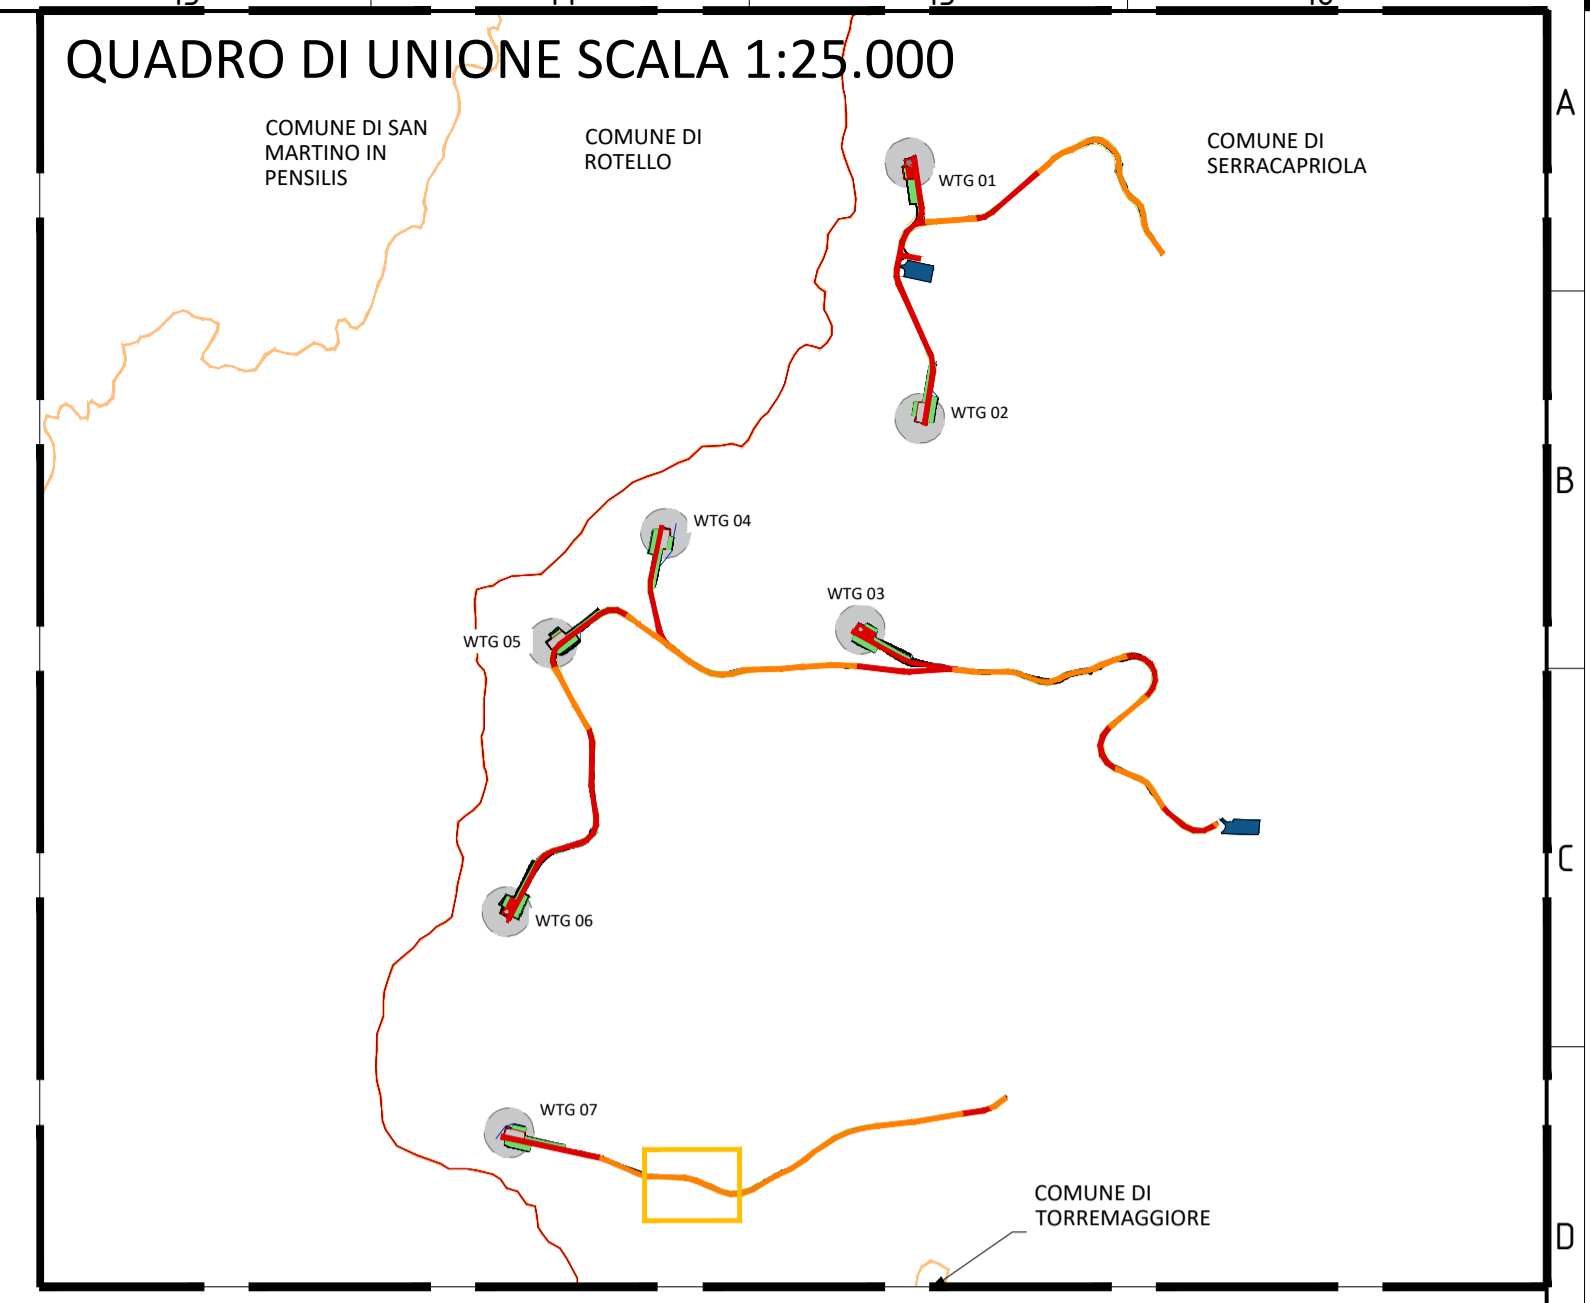 QUADRO DI UNIONE SCALA 1:25.000
COMUNE DI SAN
MARTINO IN
PENSILIS
COMUNE DI
ROTELLO
COMUNE DI
SERRACAPRIOLA
WTG 01
WTG 02
WTG 04
WTG 03
WTG 05
WTG 06
WTG 07
COMUNE DI
TORREMAGGIORE
A
B
C
D